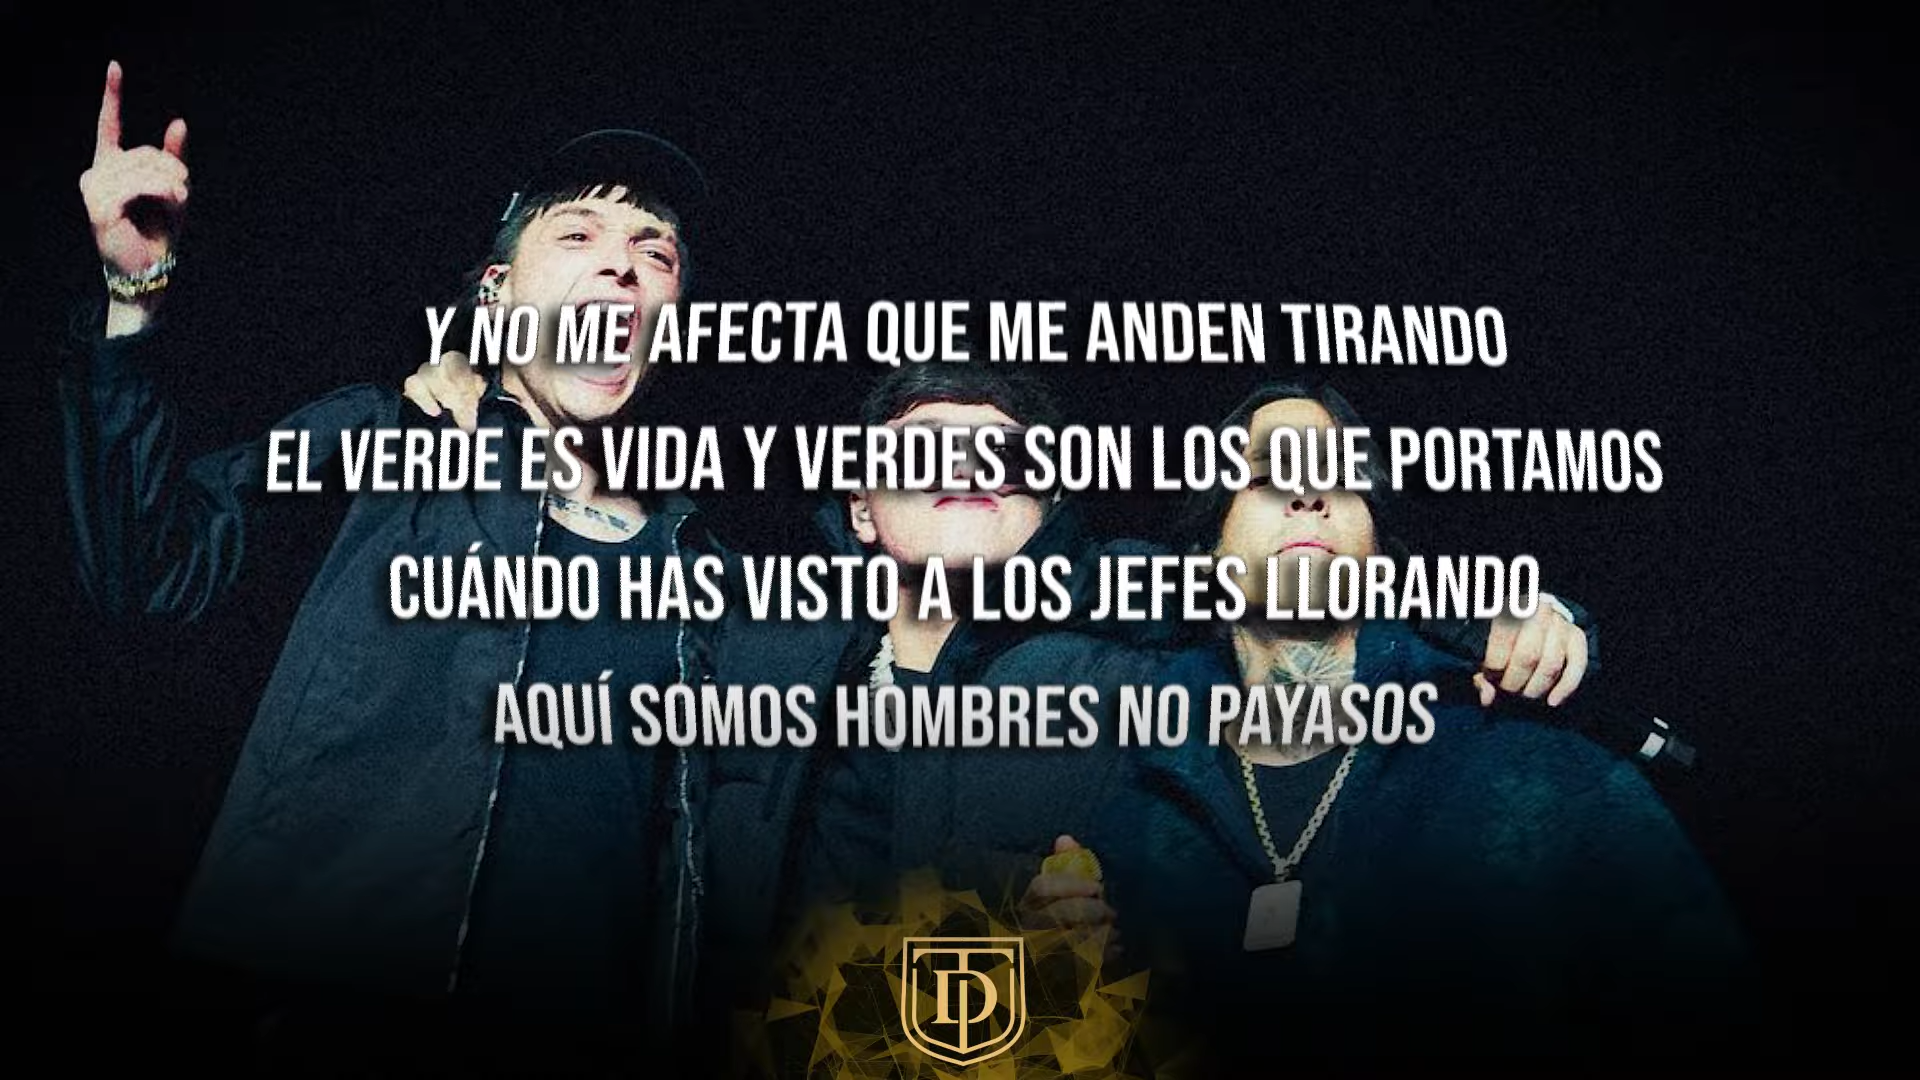 Y NO ME AFECTA QUE ME ANDEN TIRANDO
EL VERDE ES VIDA Y VERDES SON LOS QUE PORTAMOS
CUÁNDO HAS VISTO A LOS JEFES LLORANDO
AQUÍ SOMOS HOMBRES NO PAYASOS
TD